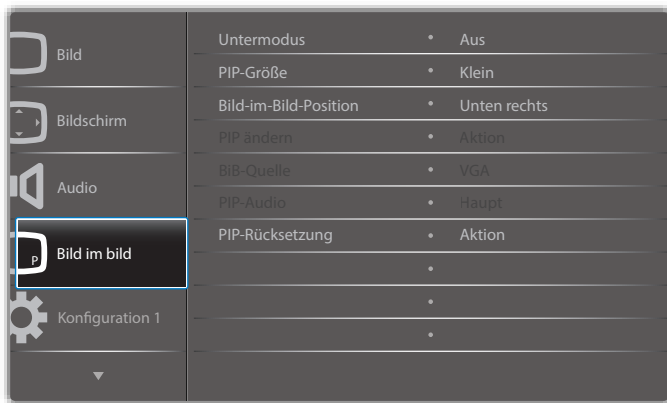 Bild
Bildschirm
Audio
P
Bild im bild
Konfiguration 1
Untermodus • Aus
PIP-Größe • Klein
Bild-im-Bild-Position • Unten rechts
PIP ändern • Aktion
BiB-Quelle • VGA
PIP-Audio • Haupt
PIP-Rücksetzung • Aktion